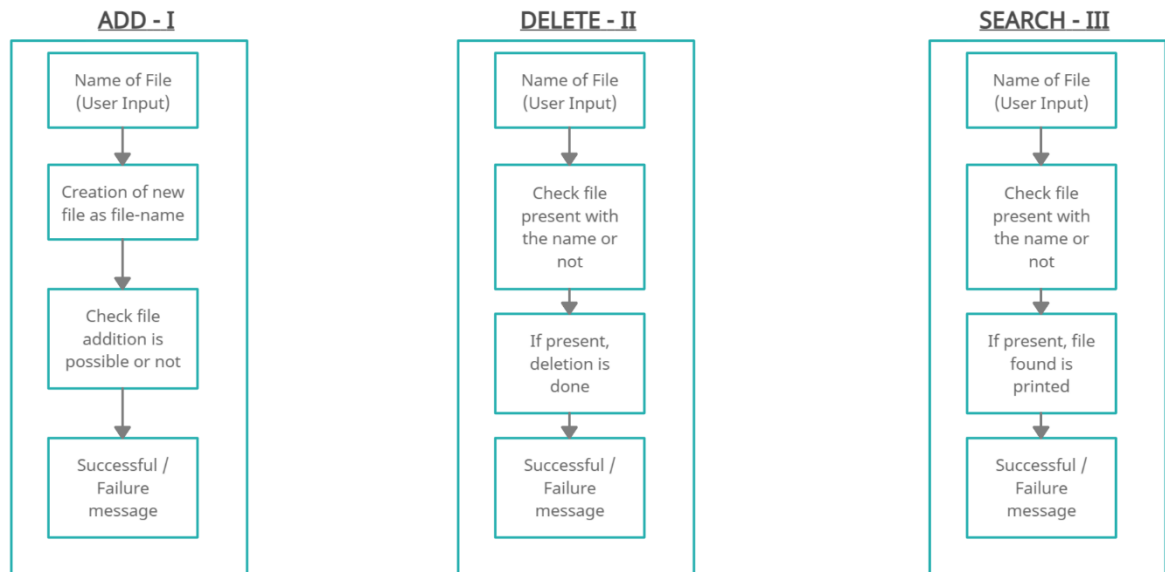 ADD - I
Name of File
(User Input)
Creation of new
file as file-name
Check file
addition is
possible or not
Successful /
Failure
message
DELETE - II
Name of File
(User Input)
Check file
present with
the name or
not
If present,
deletion is
done
Successful /
Failure
message
SEARCH - III
Name of File
(User Input)
Check file
present with
the name or
not
If present, file
found is
printed
Successful /
Failure
message